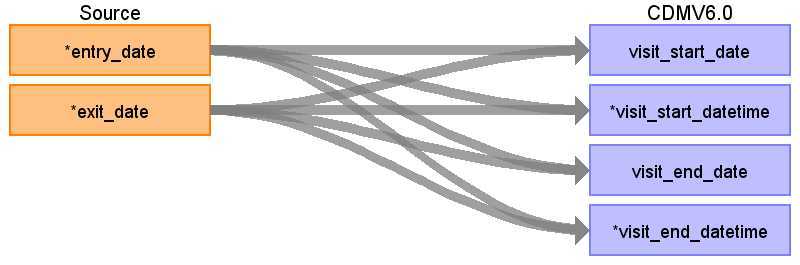 Source
CDMV6.0
*entry_date
visit_start_date
*exit_date
*visit_start_datetime
visit_end_date
*visit_end_datetime